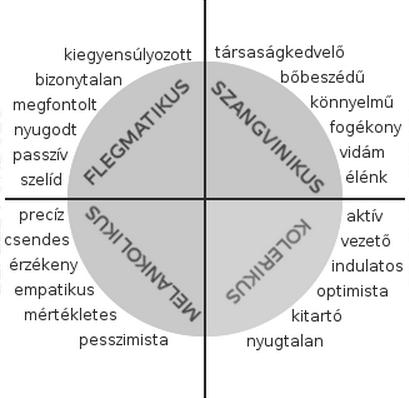 kiegyensúlyozott
bizonytalan
megfontolt
nyugodt
passzív
szelíd
FLEGMATIKUS
társaságkedvelő
bőbeszédű
könnyelmű
fogékony
vidám
élénk
SZANGVINIKUS
precíz
csendes
érzékeny
empatikus
mértékletes
pesszimista
MELANKOLIKUS
aktív
vezető
indulatos
optimista
kitartó
nyugtalan
KOLERIKUS